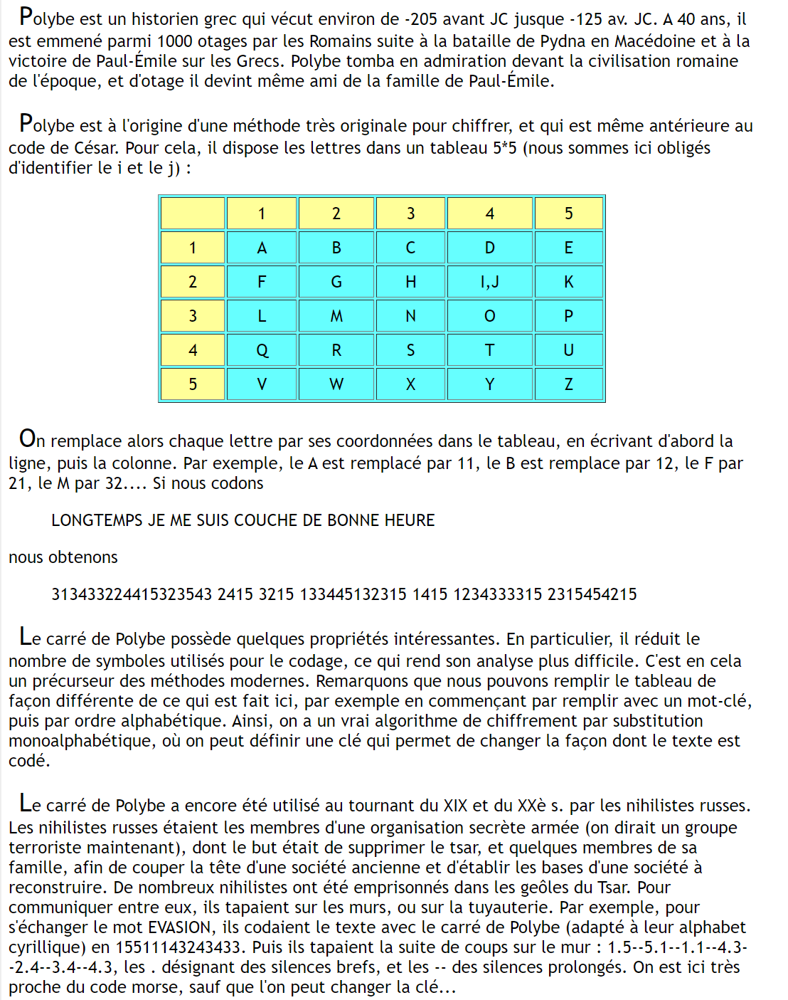 Polybe est un historien grec qui vécut environ de -205 avant JC jusque -125 av. JC. A 40 ans, il
est emmené parmi 1000 otages par les Romains suite à la bataille de Pydna en Macédoine et à la
victoire de Paul-Émile sur les Grecs. Polybe tomba en admiration devant la civilisation romaine
de l'époque, et d'otage il devint même ami de la famille de Paul-Émile.
Polybe est à l'origine d'une méthode très originale pour chiffrer, et qui est même antérieure au
code de César. Pour cela, il dispose les lettres dans un tableau 5*5 (nous sommes ici obligés
d'identifier le i et le j) :
1 2 3 4 5
1 A B C D E
2 F G H I,J K
3 L M N O P
4 Q R S T U
5 V W X Y Z
On remplace alors chaque lettre par ses coordonnées dans le tableau, en écrivant d'abord la
ligne, puis la colonne. Par exemple, le A est remplacé par 11, le B est remplace par 12, le F par
21, le M par 32.... Si nous codons
LONGTEMPS JE ME SUIS COUCHE DE BONNE HEURE
nous obtenons
313433224415323543 2415 3215 133445132315 1415 1234333315 2315454215
Le carré de Polybe possède quelques propriétés intéressantes. En particulier, il réduit le
nombre de symboles utilisés pour le codage, ce qui rend son analyse plus difficile. C'est en cela
un précurseur des méthodes modernes. Remarquons que nous pouvons remplir le tableau de
façon différente de ce qui est fait ici, par exemple en commençant par remplir avec un mot-clé,
puis par ordre alphabétique. Ainsi, on a un vrai algorithme de chiffrement par substitution
monoalphabétique, où on peut définir une clé qui permet de changer la façon dont le texte est
codé.
Le carré de Polybe a encore été utilisé au tournant du XIX et du XXè s. par les nihilistes russes.
Les nihilistes russes étaient les membres d'une organisation secrète armée (on dirait un groupe
terroriste maintenant), dont le but était de supprimer le tsar, et quelques membres de sa
famille, afin de couper la tête d'une société ancienne et d'établir les bases d'une société à
reconstruire. De nombreux nihilistes ont été emprisonnés dans les geôles du Tsar. Pour
communiquer entre eux, ils tapaient sur les murs, ou sur la tuyauterie. Par exemple, pour
s'échanger le mot EVASION, ils codaient le texte avec le carré de Polybe (adapté à leur alphabet
cyrillique) en 15511143243433. Puis ils tapaient la suite de coups sur le mur : 1.5--5.1--1.1--4.3-
-2.4--3.4--4.3, les . désignant des silences brefs, et les -- des silences prolongés. On est ici très
proche du code morse, sauf que l'on peut changer la clé...